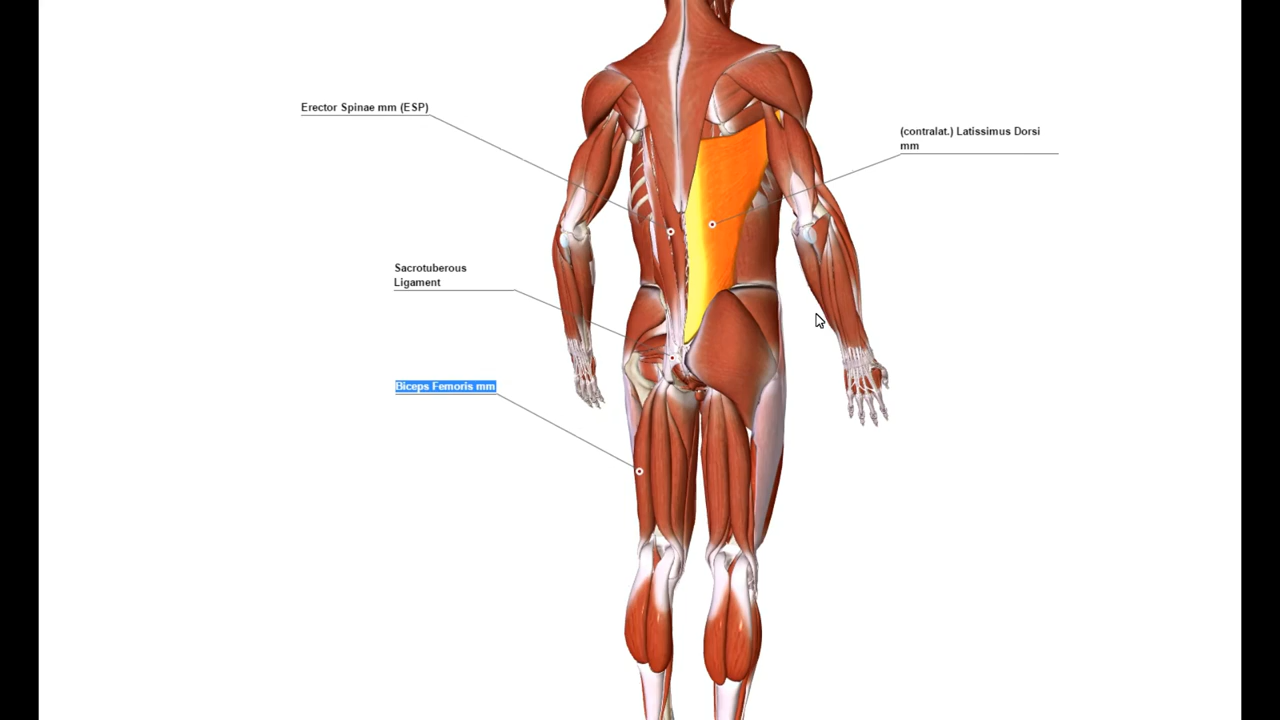 Erector Spinae mm (ESP)
(contralat.) Latissimus Dorsi
mm
Sacrotuberous
Ligament
Biceps Femoris mm